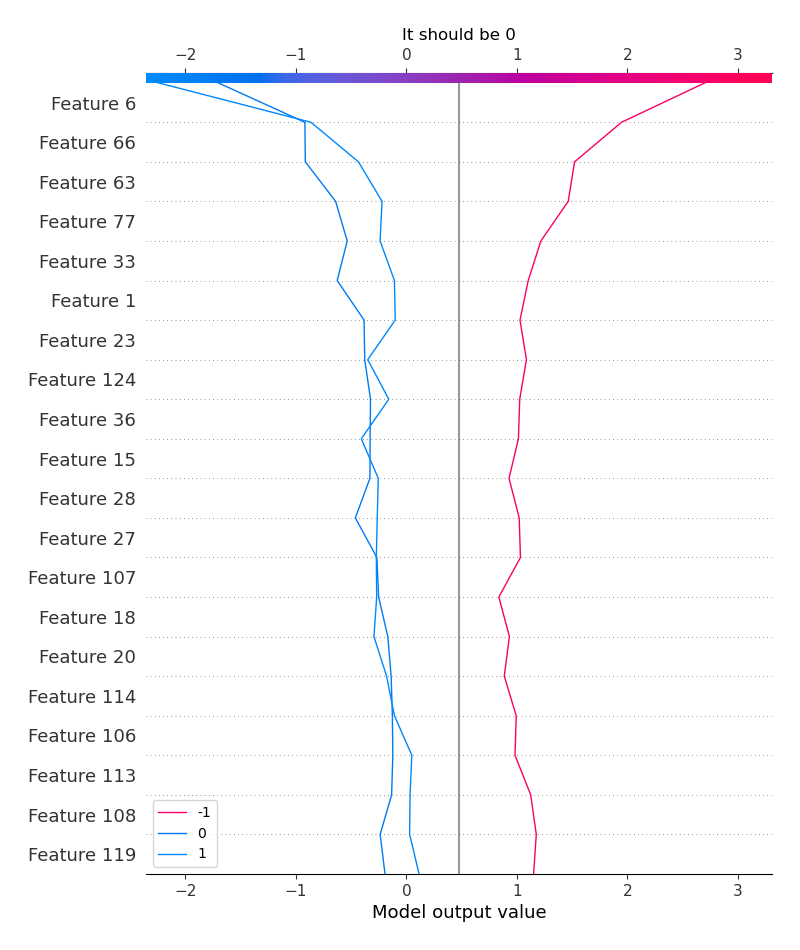 It should be 0
−2 −1 0 1 2 3
Feature 6
Feature 66
Feature 63
Feature 77
Feature 33
Feature 1
Feature 23
Feature 124
Feature 36
Feature 15
Feature 28
Feature 27
Feature 107
Feature 18
Feature 20
Feature 114
Feature 106
Feature 113
Feature 108
Feature 119
-1
0
1
−2 −1 0 1 2 3
Model output value